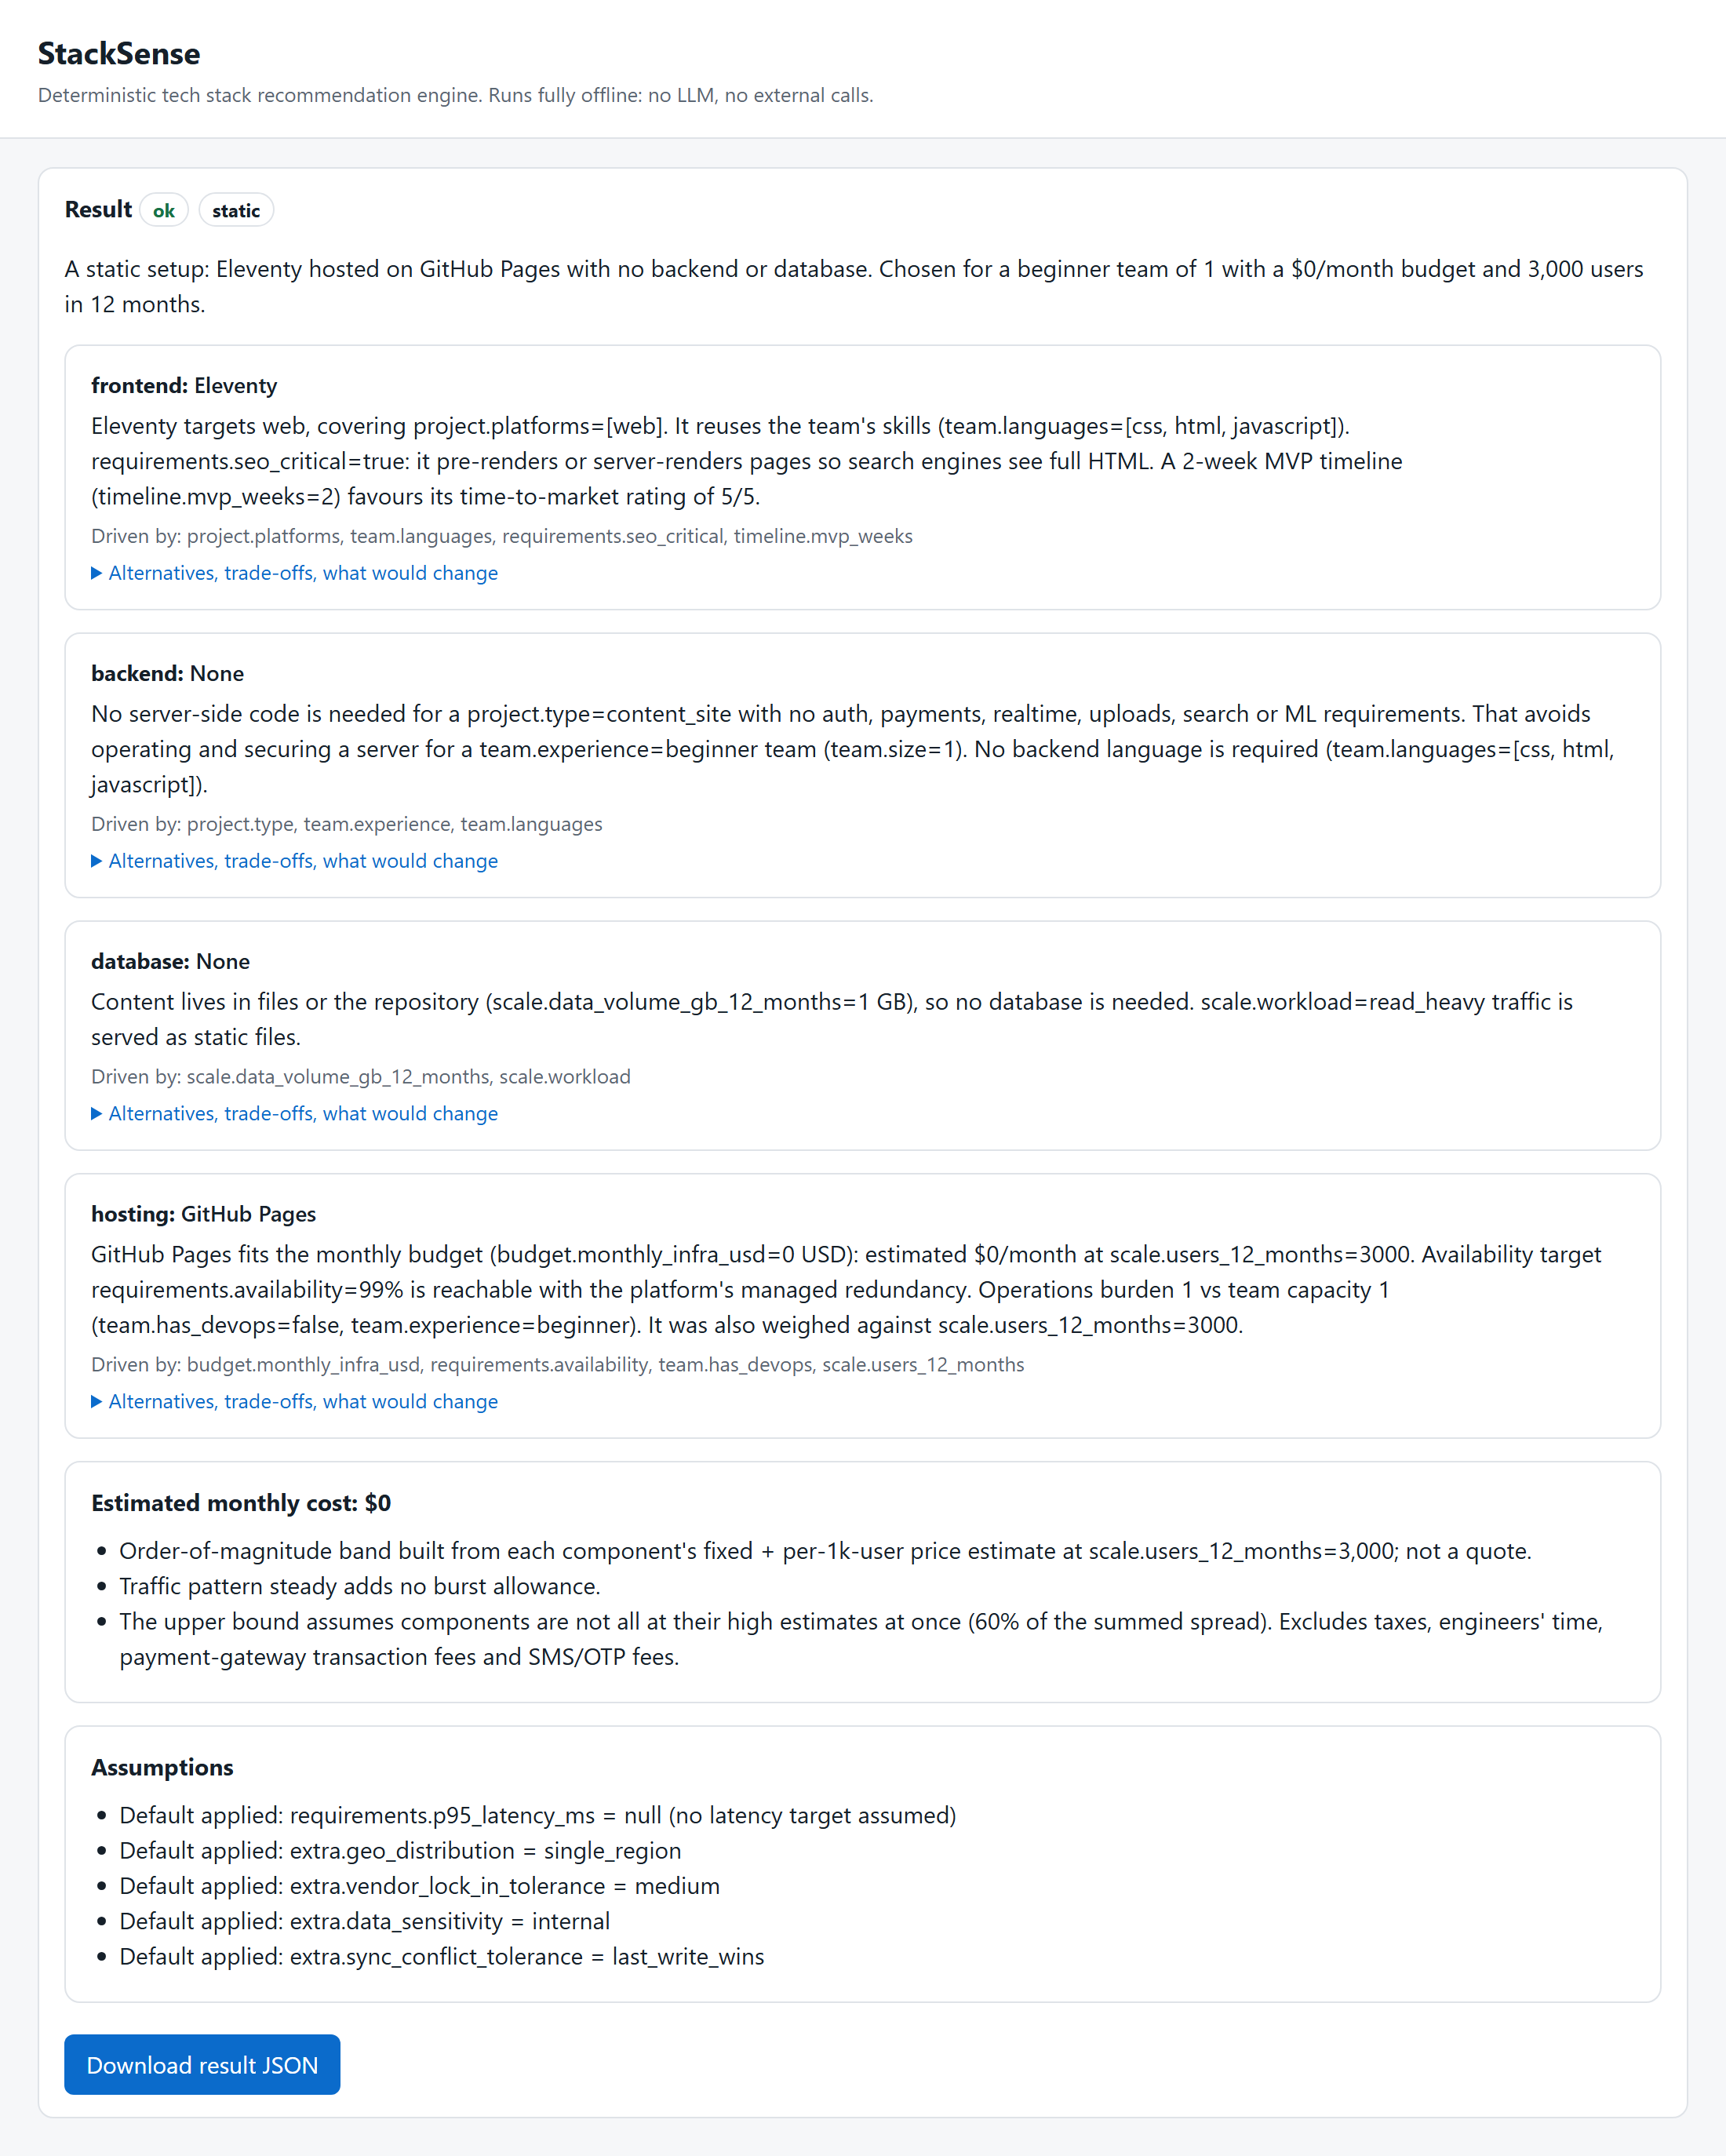 StackSense
Deterministic tech stack recommendation engine. Runs fully offline: no LLM, no external calls.
Result ok static
A static setup: Eleventy hosted on GitHub Pages with no backend or database. Chosen for a beginner team of 1 with a $0/month budget and 3,000 users
in 12 months.
frontend: Eleventy
Eleventy targets web, covering project.platforms=[web]. It reuses the team's skills (team.languages=[css, html, javascript]).
requirements.seo_critical=true: it pre-renders or server-renders pages so search engines see full HTML. A 2-week MVP timeline
(timeline.mvp_weeks=2) favours its time-to-market rating of 5/5.
Driven by: project.platforms, team.languages, requirements.seo_critical, timeline.mvp_weeks
▶ Alternatives, trade-offs, what would change
backend: None
No server-side code is needed for a project.type=content_site with no auth, payments, realtime, uploads, search or ML requirements. That avoids
operating and securing a server for a team.experience=beginner team (team.size=1). No backend language is required (team.languages=[css, html,
javascript]).
Driven by: project.type, team.experience, team.languages
▶ Alternatives, trade-offs, what would change
database: None
Content lives in files or the repository (scale.data_volume_gb_12_months=1 GB), so no database is needed. scale.workload=read_heavy traffic is
served as static files.
Driven by: scale.data_volume_gb_12_months, scale.workload
▶ Alternatives, trade-offs, what would change
hosting: GitHub Pages
GitHub Pages fits the monthly budget (budget.monthly_infra_usd=0 USD): estimated $0/month at scale.users_12_months=3000. Availability target
requirements.availability=99% is reachable with the platform's managed redundancy. Operations burden 1 vs team capacity 1
(team.has_devops=false, team.experience=beginner). It was also weighed against scale.users_12_months=3000.
Driven by: budget.monthly_infra_usd, requirements.availability, team.has_devops, scale.users_12_months
▶ Alternatives, trade-offs, what would change
Estimated monthly cost: $0
• Order-of-magnitude band built from each component's fixed + per-1k-user price estimate at scale.users_12_months=3,000; not a quote.
• Traffic pattern steady adds no burst allowance.
• The upper bound assumes components are not all at their high estimates at once (60% of the summed spread). Excludes taxes, engineers' time,
payment-gateway transaction fees and SMS/OTP fees.
Assumptions
• Default applied: requirements.p95_latency_ms = null (no latency target assumed)
• Default applied: extra.geo_distribution = single_region
• Default applied: extra.vendor_lock_in_tolerance = medium
• Default applied: extra.data_sensitivity = internal
• Default applied: extra.sync_conflict_tolerance = last_write_wins
Download result JSON